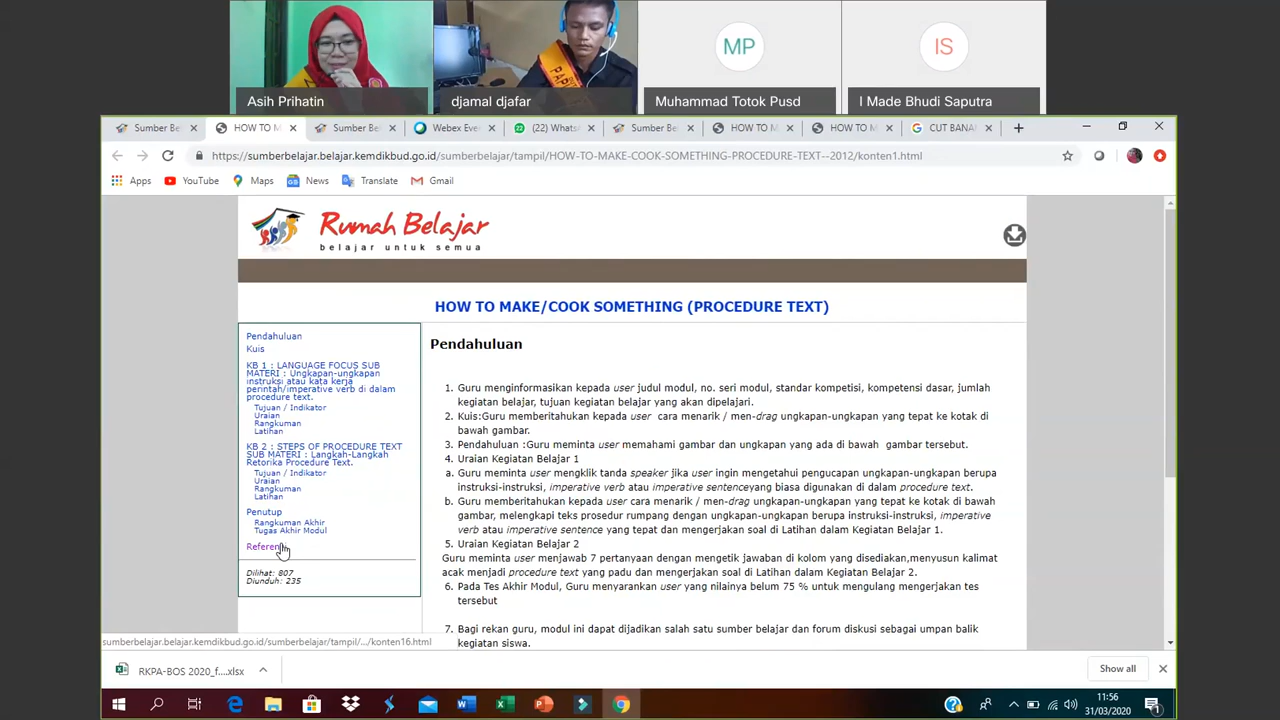 MP
IS
Asih Prihatin
djamal djafar
Muhammad Totok Pusd
I Made Bhudi Saputra
Sumber Bel
HOW TO M
Sumber Bel
Webex Eve
(22) Whats
Sumber Be
HOW TO M
HOW TO M
CUT BANA
https://sumberbelajar.belajar.kemdikbud.go.id/sumberbelajar/tampil/HOW-TO-MAKE-COOK-SOMETHING-PROCEDURE-TEXT--2012/konten1.html
Apps YouTube Maps News Translate Gmail
Rumah Belajar
belajar untuk semua
HOW TO MAKE/COOK SOMETHING (PROCEDURE TEXT)
Pendahuluan
Kuis
KB 1 : LANGUAGE FOCUS SUB
MATERI : Ungkapan-ungkapan
instruksi atau kata kerja
perintah/imperative verb di dalam
procedure text.
Tujuan / Indikator
Uraian
Rangkuman
Latihan
KB 2 : STEPS OF PROCEDURE TEXT
SUB MATERI : Langkah-Langkah
Retorika Procedure Text.
Tujuan / Indikator
Uraian
Rangkuman
Latihan
Penutup
Rangkuman Akhir
Tugas Akhir Modul
Referensi
Dilihat: 807
Diunduh: 235
Pendahuluan
1. Guru menginformasikan kepada user judul modul, no. seri modul, standar kompetisi, kompetensi dasar, jumlah
kegiatan belajar, tujuan kegiatan belajar yang akan dipelajari.
2. Kuis:Guru memberitahukan kepada user cara menarik / men-drag ungkapan-ungkapan yang tepat ke kotak di
bawah gambar.
3. Pendahuluan :Guru meminta user memahami gambar dan ungkapan yang ada di bawah gambar tersebut.
4. Uraian Kegiatan Belajar 1
a. Guru meminta user mengklik tanda speaker jika user ingin mengetahui pengucapan ungkapan-ungkapan berupa
instruksi-instruksi, imperative verb atau imperative sentenceyang biasa digunakan di dalam procedure text.
b. Guru memberitahukan kepada user cara menarik / men-drag ungkapan-ungkapan yang tepat ke kotak di bawah
gambar, melengkapi teks prosedur rumpang dengan ungkapan-ungkapan berupa instruksi-instruksi, imperative
verb atau imperative sentence yang tepat dan mengerjakan soal di Latihan dalam Kegiatan Belajar 1.
5. Uraian Kegiatan Belajar 2
Guru meminta user menjawab 7 pertanyaan dengan mengetik jawaban di kolom yang disediakan,menyusun kalimat
acak menjadi procedure text yang padu dan mengerjakan soal di Latihan dalam Kegiatan Belajar 2.
6. Pada Tes Akhir Modul, Guru menyarankan user yang nilainya belum 75 % untuk mengulang mengerjakan tes
tersebut
7. Bagi rekan guru, modul ini dapat dijadikan salah satu sumber belajar dan forum diskusi sebagai umpan balik
kegiatan siswa.
sumberbelajar.belajar.kemdikbud.go.id/sumberbelajar/tampil/.../konten16.html
RKPA-BOS 2020_f....xlsx
Show all
11:56
31/03/2020